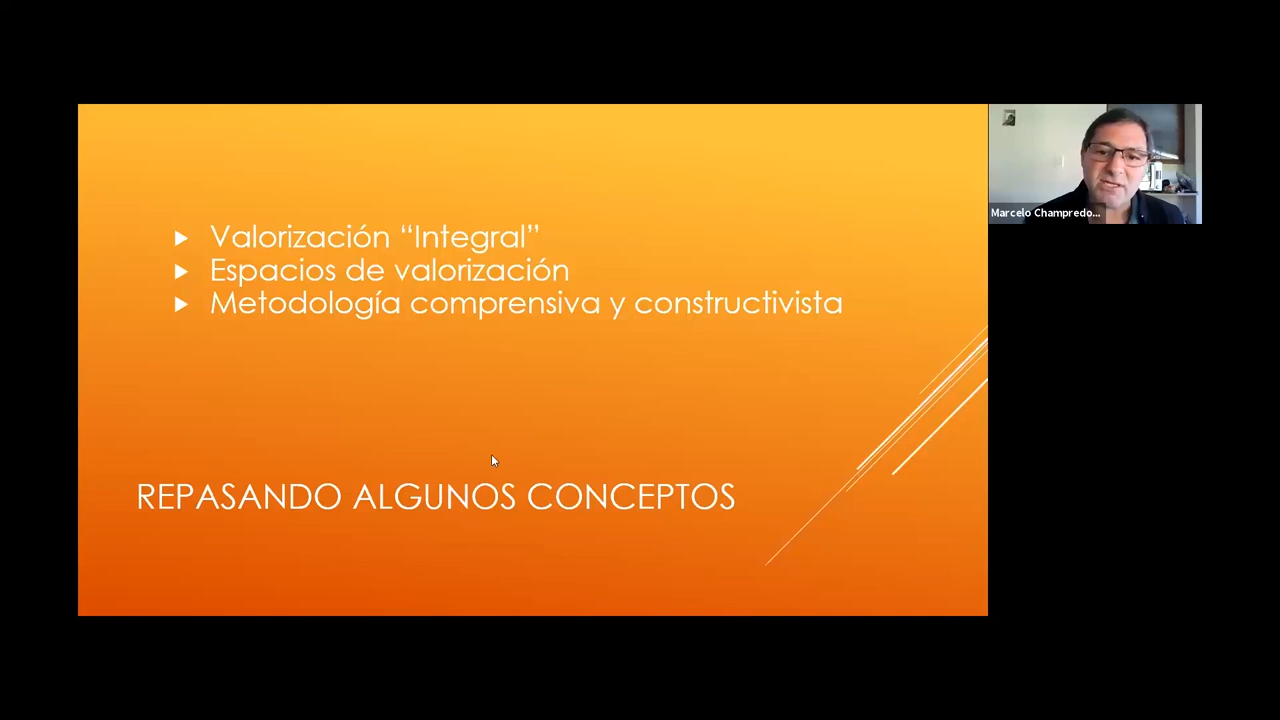 Valorización “Integral”
Espacios de valorización
Metodología comprensiva y constructivista
REPASANDO ALGUNOS CONCEPTOS
Marcelo Champredo...